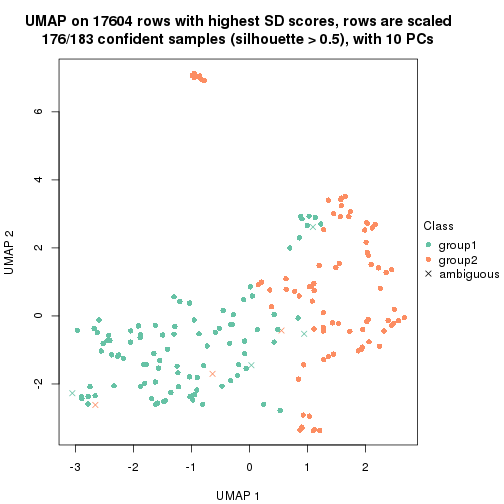 UMAP on 17604 rows with highest SD scores, rows are scaled
176/183 confident samples (silhouette > 0.5), with 10 PCs
6
4
2
0
-2
UMAP 2
-3
-2
-1
0
1
2
UMAP 1
Class
group1
group2
ambiguous